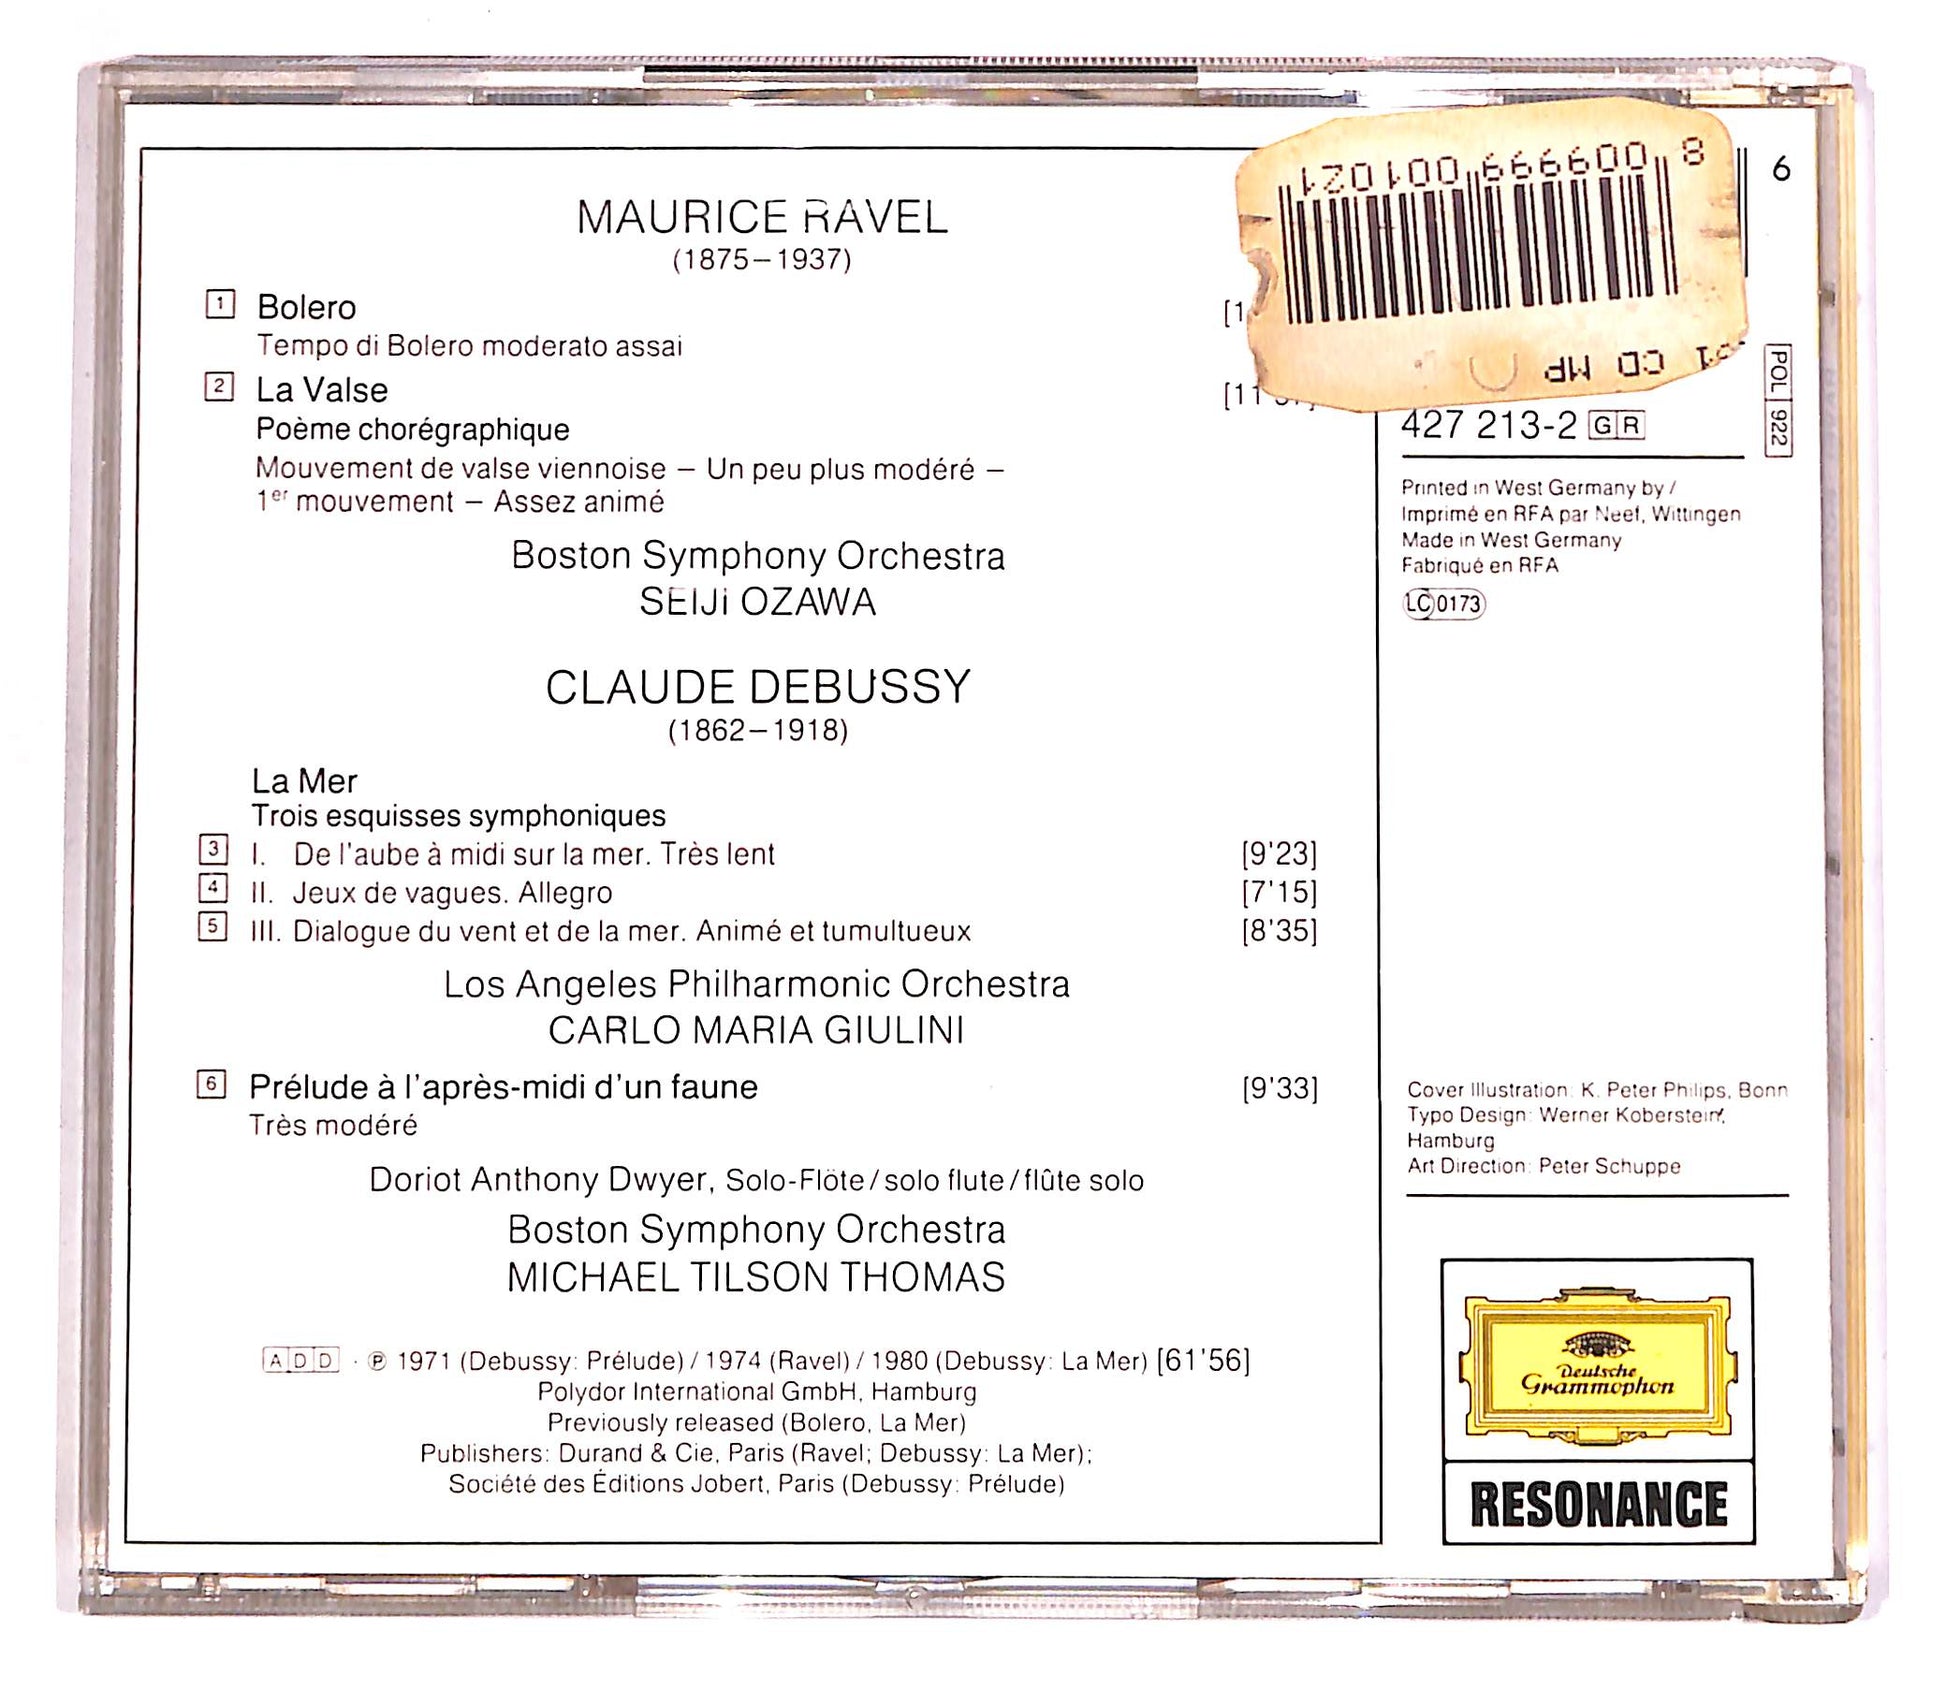 MAURICE RAVEL
(1875–1937)
1 Bolero
Tempo di Bolero moderato assai
2 La Valse
Poème chorégraphique
Mouvement de valse viennoise – Un peu plus modéré –
1er mouvement – Assez animé
Boston Symphony Orchestra
SEIJI OZAWA
CLAUDE DEBUSSY
(1862–1918)
La Mer
Trois esquisses symphoniques
3 I. De l'aube à midi sur la mer. Très lent [9'23]
4 II. Jeux de vagues. Allegro [7'15]
5 III. Dialogue du vent et de la mer. Animé et tumultueux [8'35]
Los Angeles Philharmonic Orchestra
CARLO MARIA GIULINI
6 Prélude à l'après-midi d'un faune [9'33]
Très modéré
Doriot Anthony Dwyer, Solo-Flöte/solo flute/flûte solo
Boston Symphony Orchestra
MICHAEL TILSON THOMAS
ADD · ℗ 1971 (Debussy: Prélude) / 1974 (Ravel) / 1980 (Debussy: La Mer) [61'56]
Polydor International GmbH, Hamburg
Previously released (Bolero, La Mer)
Publishers: Durand & Cie, Paris (Ravel; Debussy: La Mer);
Société des Éditions Jobert, Paris (Debussy: Prélude)
8 009999 001021
CD MP
6
POL 922
427 213-2 GR
Printed in West Germany by /
Imprimé en RFA par Neef, Wittingen
Made in West Germany
Fabriqué en RFA
LC 0173
Cover Illustration: K. Peter Philips, Bonn
Typo Design: Werner Koberstein,
Hamburg
Art Direction: Peter Schuppe
Deutsche
Grammophon
RESONANCE